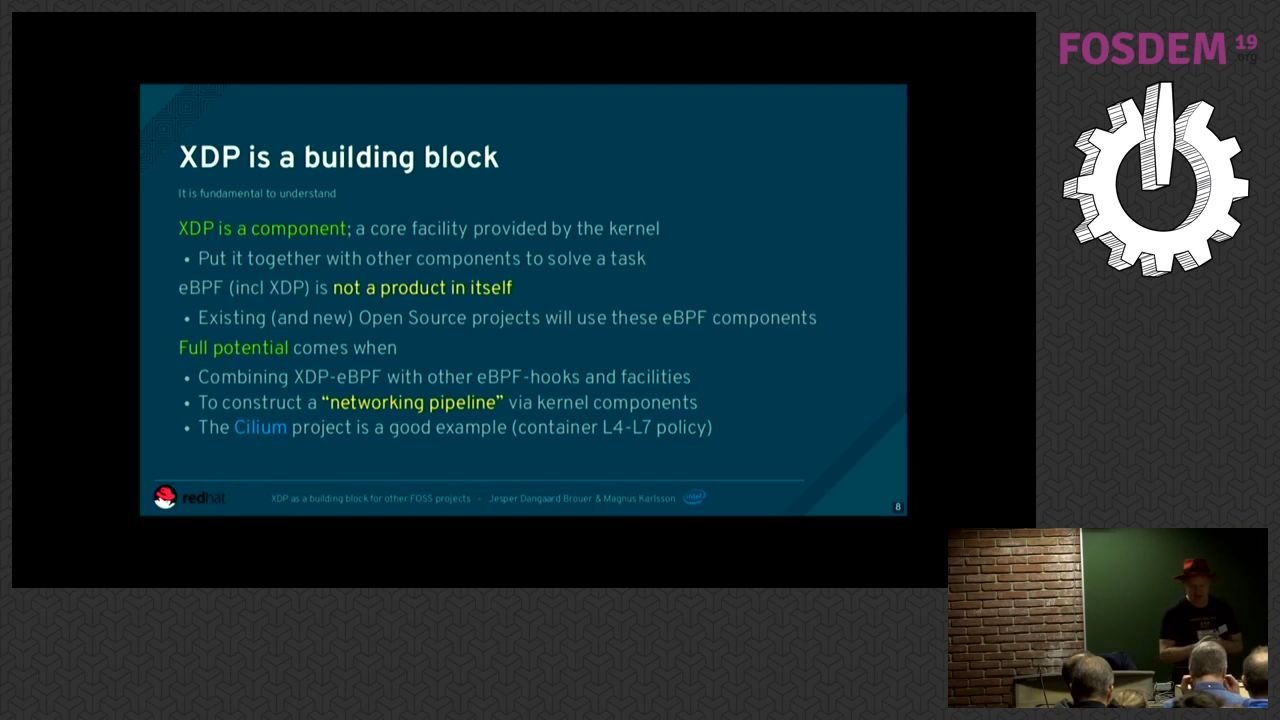 FOSDEM 19
.org
XDP is a building block
It is fundamental to understand
XDP is a component; a core facility provided by the kernel
• Put it together with other components to solve a task
eBPF (incl XDP) is not a product in itself
• Existing (and new) Open Source projects will use these eBPF components
Full potential comes when
• Combining XDP-eBPF with other eBPF-hooks and facilities
• To construct a “networking pipeline” via kernel components
• The Cilium project is a good example (container L4-L7 policy)
redhat XDP as a building block for other FOSS projects - Jesper Dangaard Brouer & Magnus Karlsson intel
8